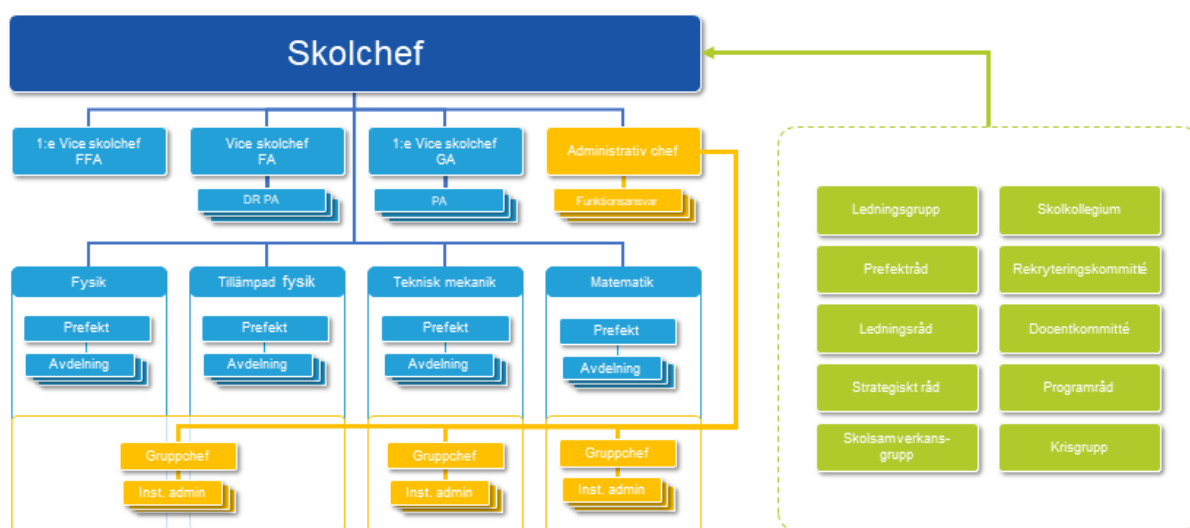 Skolchef
1:e Vice skolchef
FFA
Vice skolchef
FA
1:e Vice skolchef
GA
Administrativ chef
DR PA
PA
Funktionsansvar
Fysik
Tillämpad fysik
Teknisk mekanik
Matematik
Prefekt
Prefekt
Prefekt
Prefekt
Avdelning
Avdelning
Avdelning
Avdelning
Gruppchef
Gruppchef
Gruppchef
Inst. admin
Inst. admin
Inst. admin
Ledningsgrupp
Skolkollegium
Prefektråd
Rekryteringskommitté
Ledningsråd
Docentkommitté
Strategiskt råd
Programråd
Skolsamverkans-
grupp
Krisgrupp